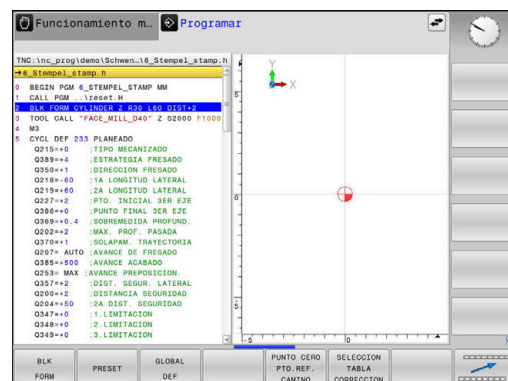 Funcionamiento m... Programar
TNC:\nc_prog\demo\Schwen...\6_Stempel_stamp.h
→6_Stempel_stamp.h
0 BEGIN PGM 6_STEMPEL_STAMP MM
1 CALL PGM ..\reset.H
2 BLK FORM CYLINDER Z R30 L60 DIST+2
3 TOOL CALL "FACE_MILL_D40" Z S2000 F1000
4 M3
5 CYCL DEF 233 PLANEADO
Q215=+0 ;TIPO MECANIZADO
Q389=+4 ;ESTRATEGIA FRESADO
Q350=+1 ;DIRECCION FRESADO
Q218=-60 ;1A LONGITUD LATERAL
Q219=+60 ;2A LONGITUD LATERAL
Q227=+2 ;PTO. INICIAL 3ER EJE
Q386=+0 ;PUNTO FINAL 3ER EJE
Q369=+0.4 ;SOBREMEDIDA PROFUND.
Q202=+2 ;MAX. PROF. PASADA
Q370=+1 ;SOLAPAM. TRAYECTORIA
Q207= AUTO ;AVANCE DE FRESADO
Q385=+500 ;AVANCE ACABADO
Q253= MAX ;AVANCE PREPOSICION.
Q357=+2 ;DIST. SEGUR. LATERAL
Q200=+2 ;DISTANCIA SEGURIDAD
Q204=+50 ;2A DIST. SEGURIDAD
Q347=+0 ;1.LIMITACION
Q348=+0 ;2.LIMITACION
Q349=+0 ;3.LIMITACION
Y
X
5
0
-5
-5
0
BLK FORM
PRESET
GLOBAL DEF
PUNTO CERO PTO.REF. CAMINO
SELECCION TABLA CORRECCION